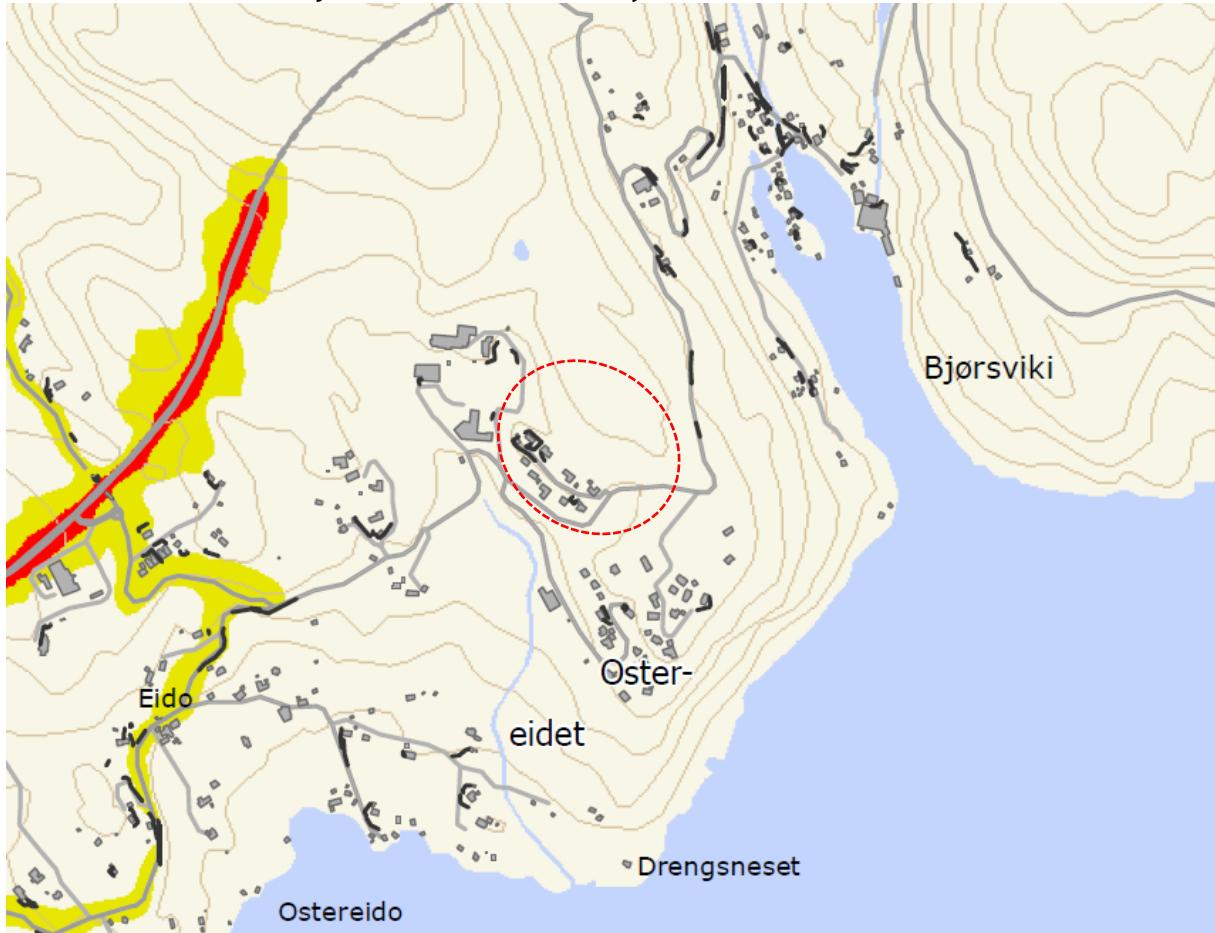 Bjørsviki
Oster-
Eido
eidet
Drengsneset
Ostereido